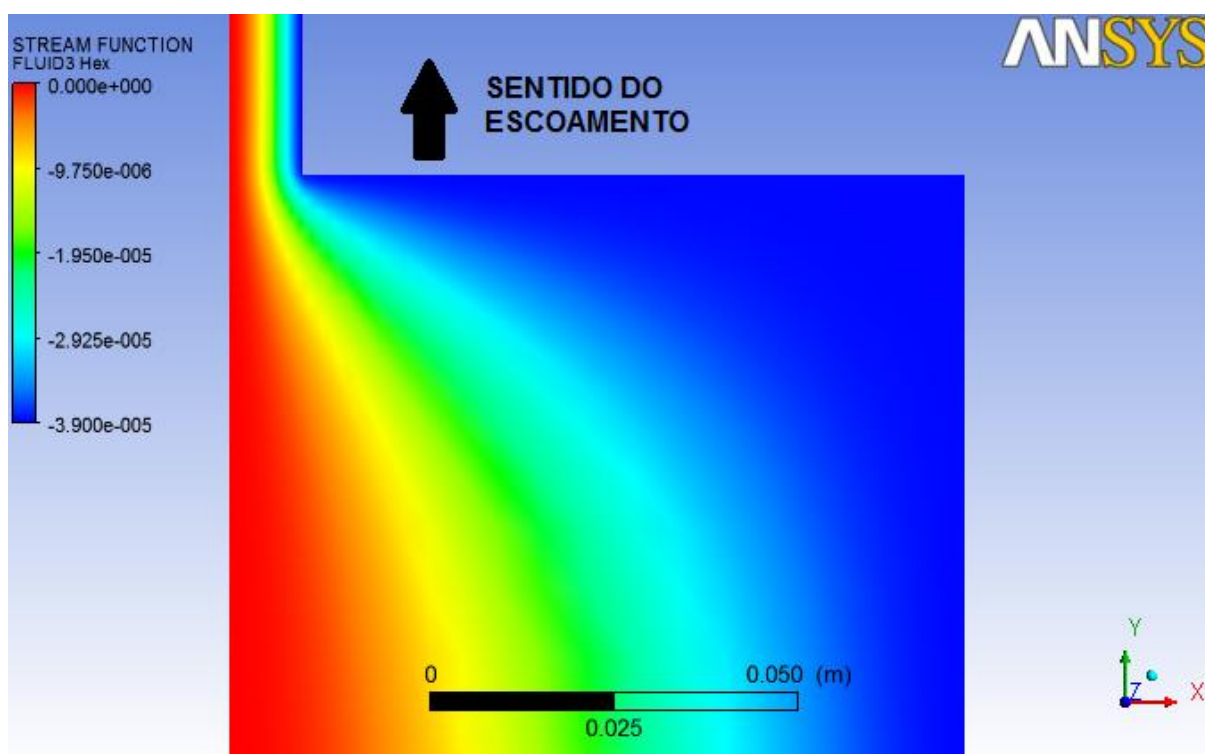 STREAM FUNCTION
FLUID3 Hex
0.000e+000
-9.750e-006
-1.950e-005
-2.925e-005
-3.900e-005
SENTIDO DO
ESCOAMENTO
ANSYS
0 0.050 (m)
0.025
Y
Z X